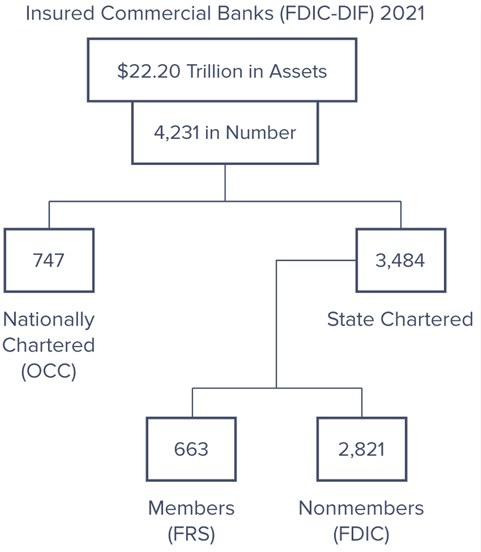 Insured Commercial Banks (FDIC-DIF) 2021
$22.20 Trillion in Assets
4,231 in Number
747
3,484
Nationally
Chartered
(OCC)
State Chartered
663
2,821
Members
(FRS)
Nonmembers
(FDIC)